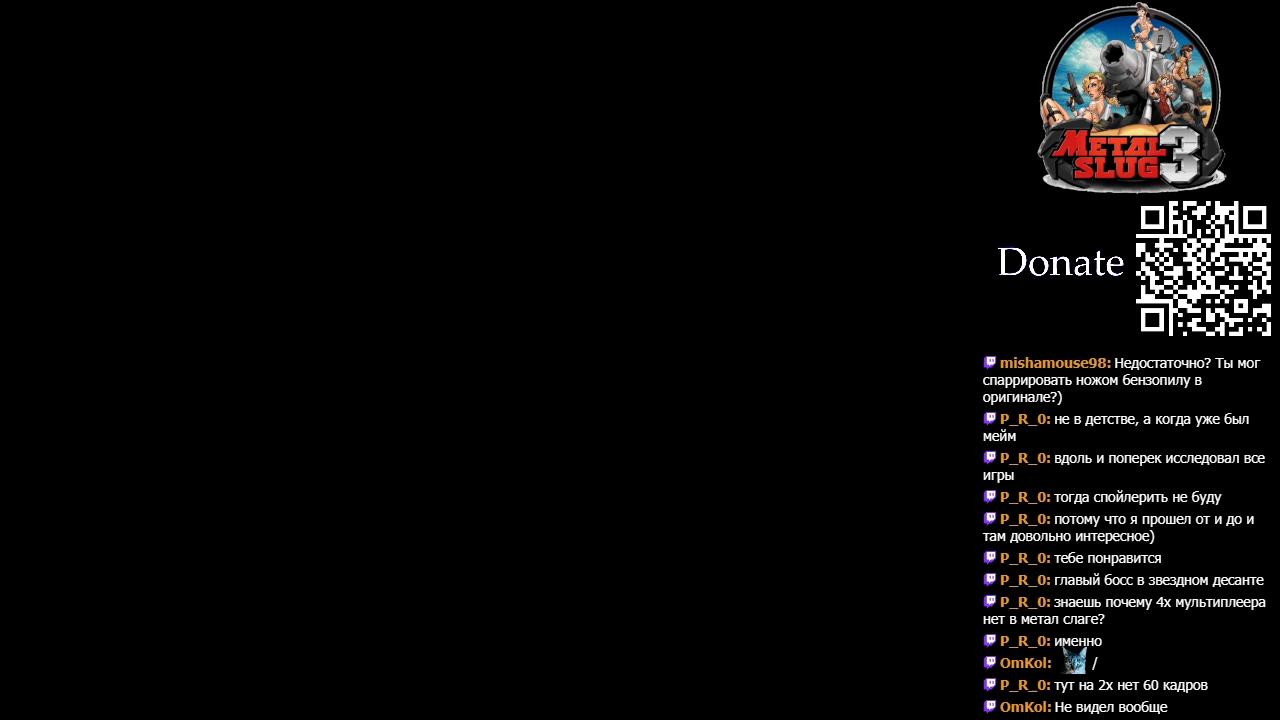 METAL
SLUG 3
Donate
mishamouse98: Недостаточно? Ты мог
спаррировать ножом бензопилу в
оригинале?)
P_R_0: не в детстве, а когда уже был
мейм
P_R_0: вдоль и поперек исследовал все
игры
P_R_0: тогда спойлерить не буду
P_R_0: потому что я прошел от и до и
там довольно интересное)
P_R_0: тебе понравится
P_R_0: главый босс в звездном десанте
P_R_0: знаешь почему 4х мультиплеера
нет в метал слаге?
P_R_0: именно
OmKol: /
P_R_0: тут на 2х нет 60 кадров
OmKol: Не видел вообще